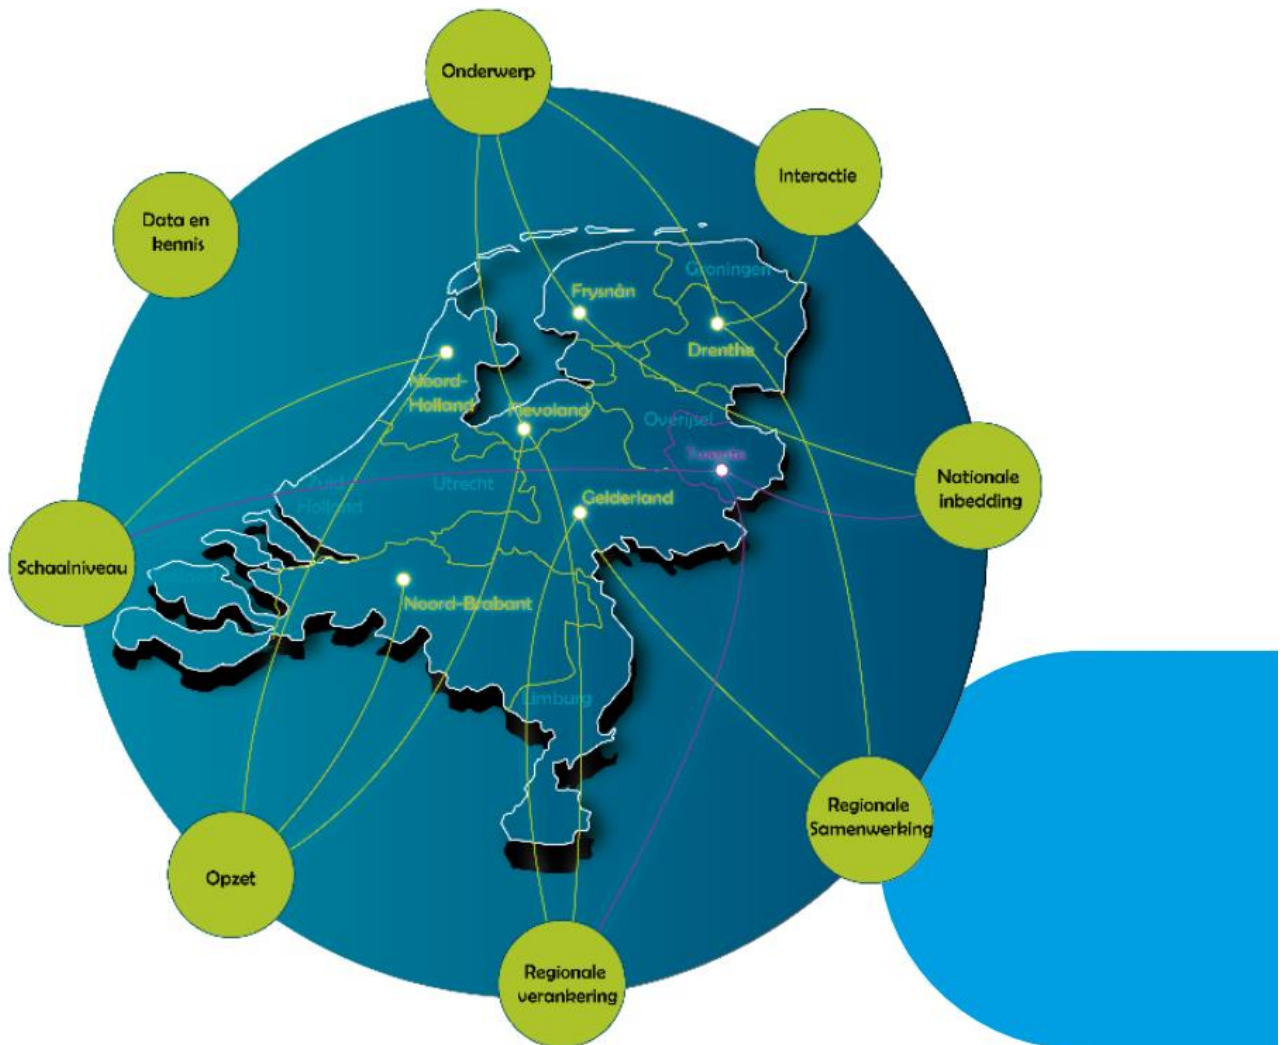 Onderwerp
Interactie
Data en
kennis
Groningen
Frysnân
Drenthe
Noord-
Holland
Flevoland
Overijsel
Twente
Utrecht
Zuid-
Holland
Gelderland
Nationale
inbedding
Schaalniveau
Noord-Brabant
Limburg
Regionale
Samenwerking
Opzet
Regionale
verankering